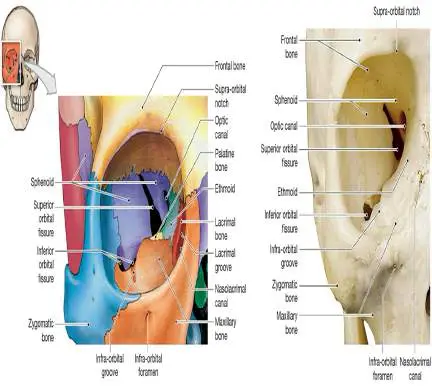 Frontal bone
Supra-orbital
notch
Optic
canal
Palatine
bone
Ethmoid
Lacrimal
bone
Lacrimal
groove
Nasolacrimal
canal
Maxillary
bone
Sphenoid
Superior
orbital
fissure
Inferior
orbital
fissure
Zygomatic
bone
Infra-orbital
groove
Infra-orbital
foramen
Supra-orbital notch
Frontal
bone
Sphenoid
Optic canal
Superior orbital
fissure
Ethmoid
Inferior orbital
fissure
Infra-orbital
groove
Zygomatic
bone
Maxillary
bone
Infra-orbital
foramen
Nasolacrimal
canal